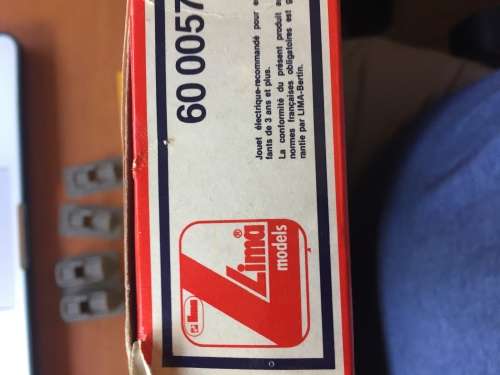 60 0057
Jouet électrique-recommandé pour e
fants de 3 ans et plus.
La conformité du présent produit a
normes françaises obligatoires est g
rantie par LIMA-Bertin.
Lima®
models